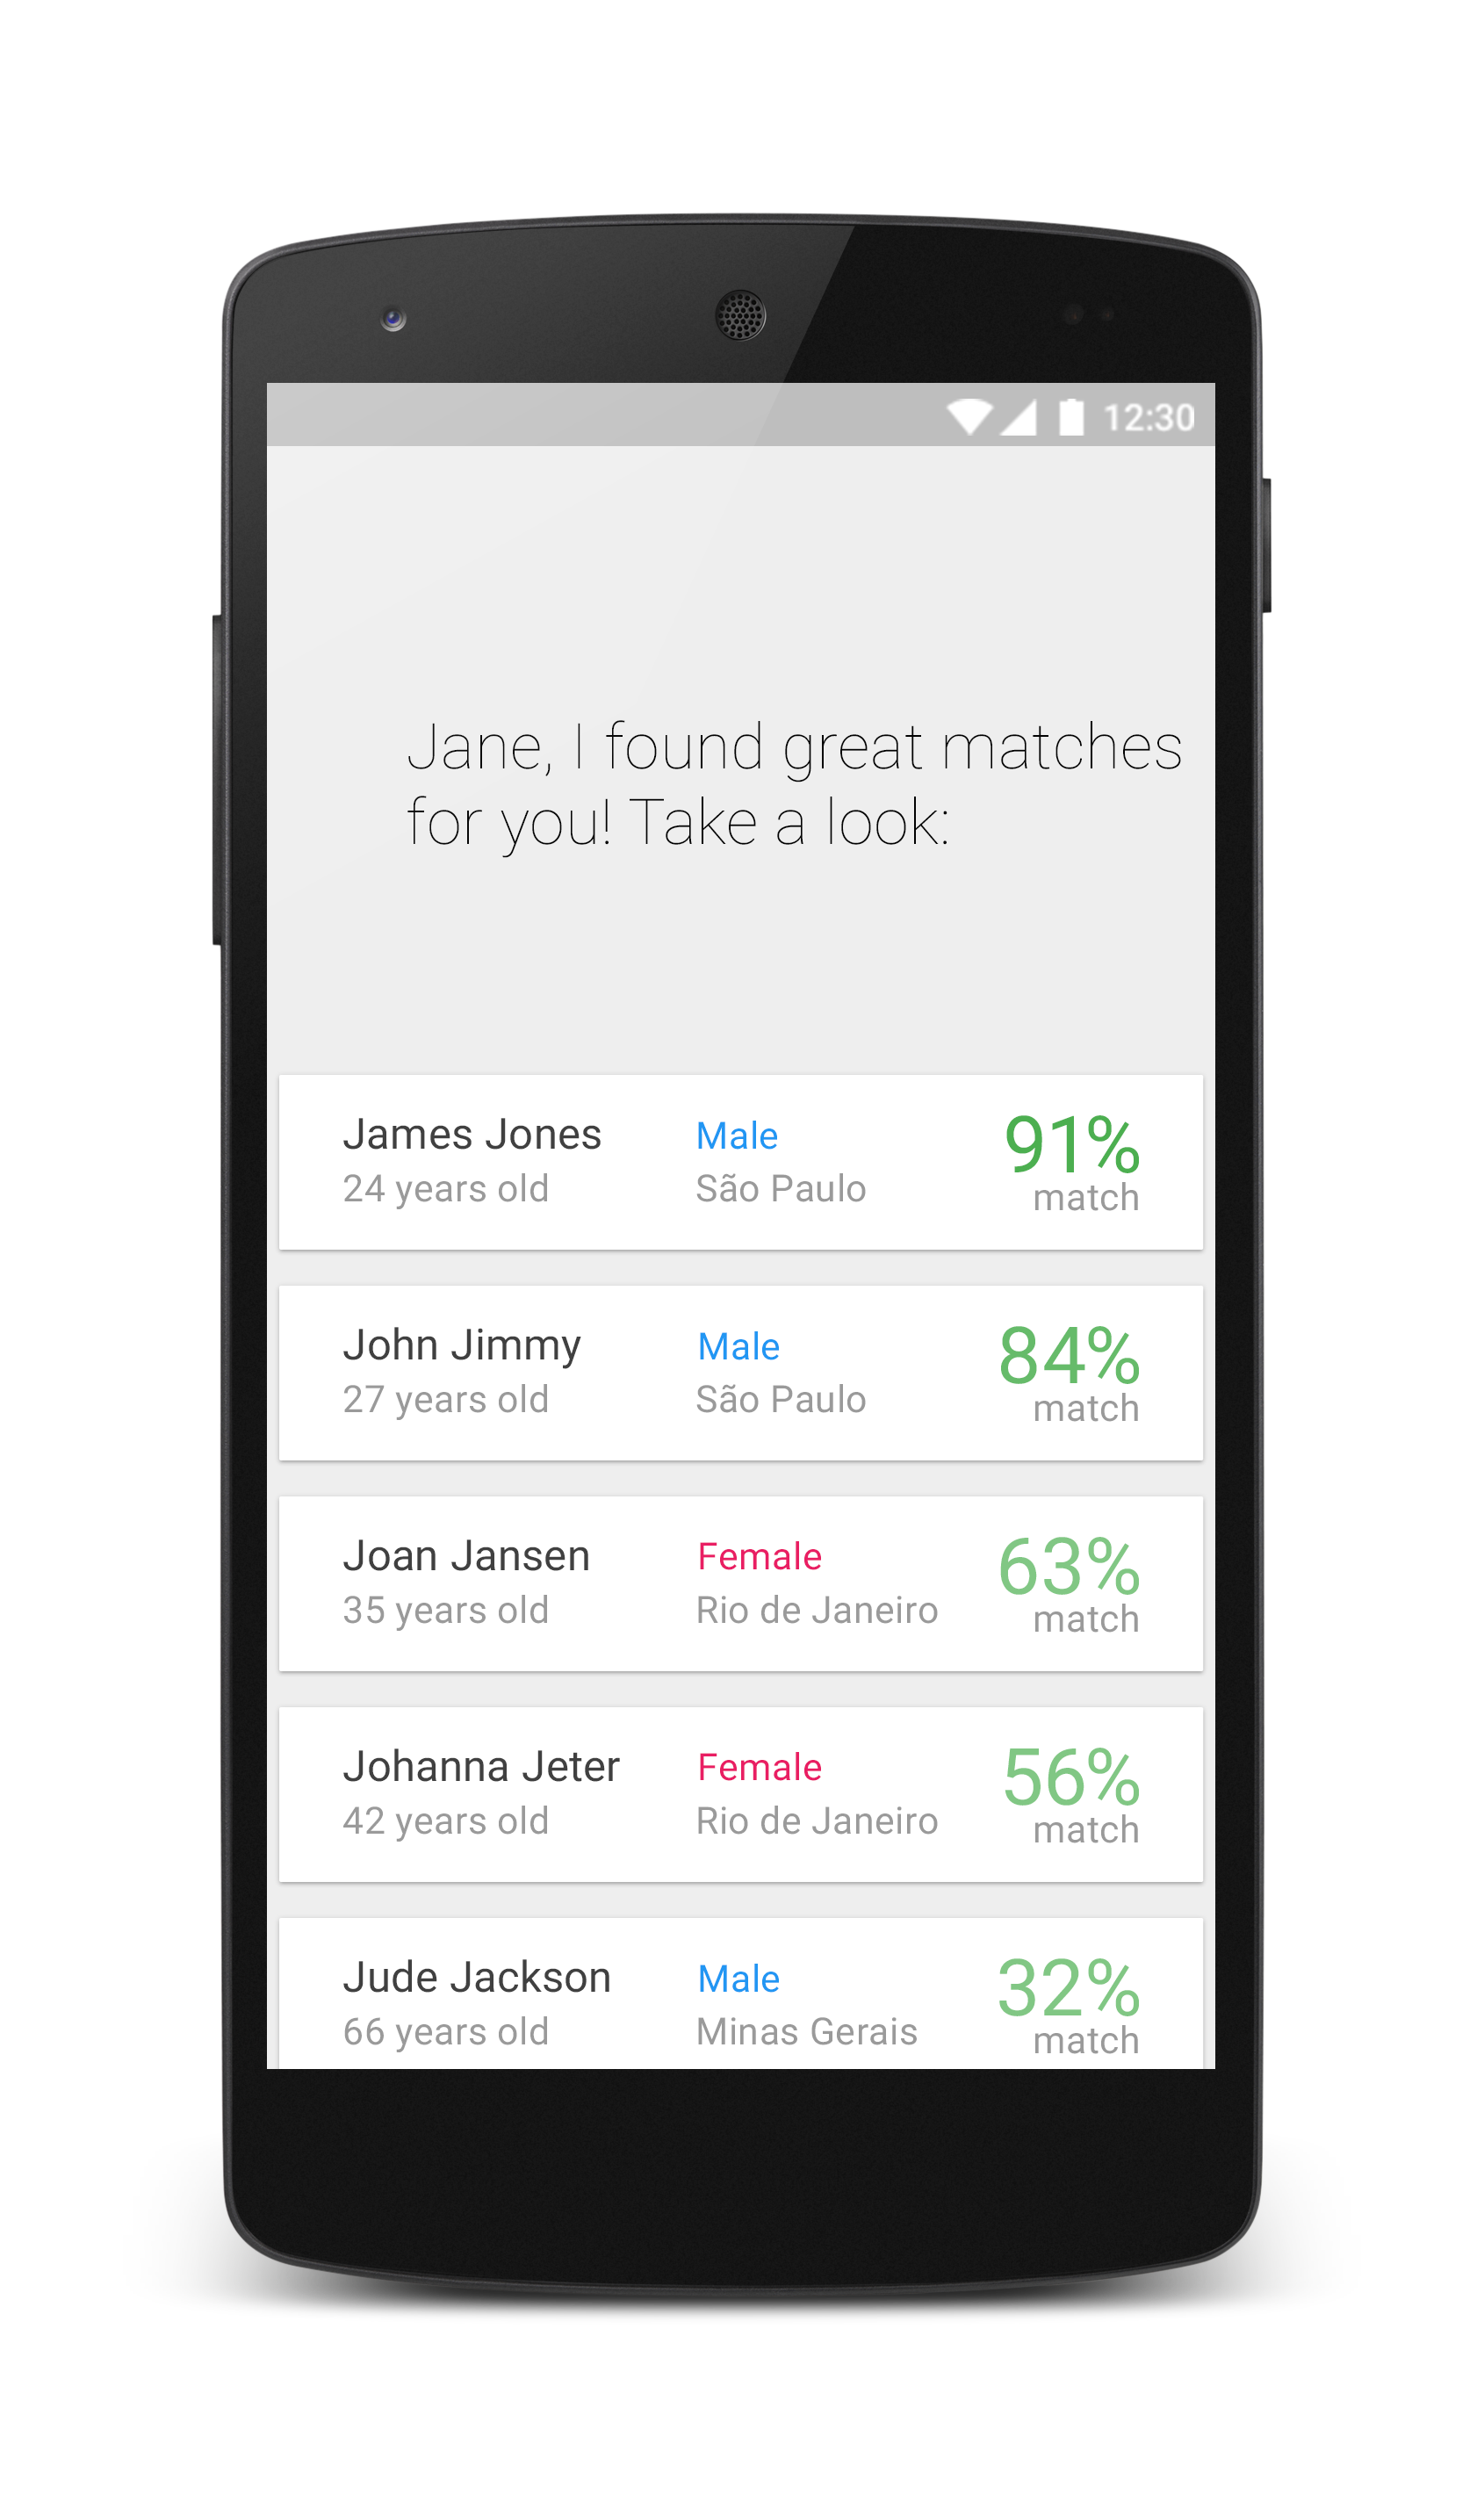 12:30
Jane, I found great matches
for you! Take a look:
James Jones Male 91%
24 years old São Paulo match
John Jimmy Male 84%
27 years old São Paulo match
Joan Jansen Female 63%
35 years old Rio de Janeiro match
Johanna Jeter Female 56%
42 years old Rio de Janeiro match
Jude Jackson Male 32%
66 years old Minas Gerais match